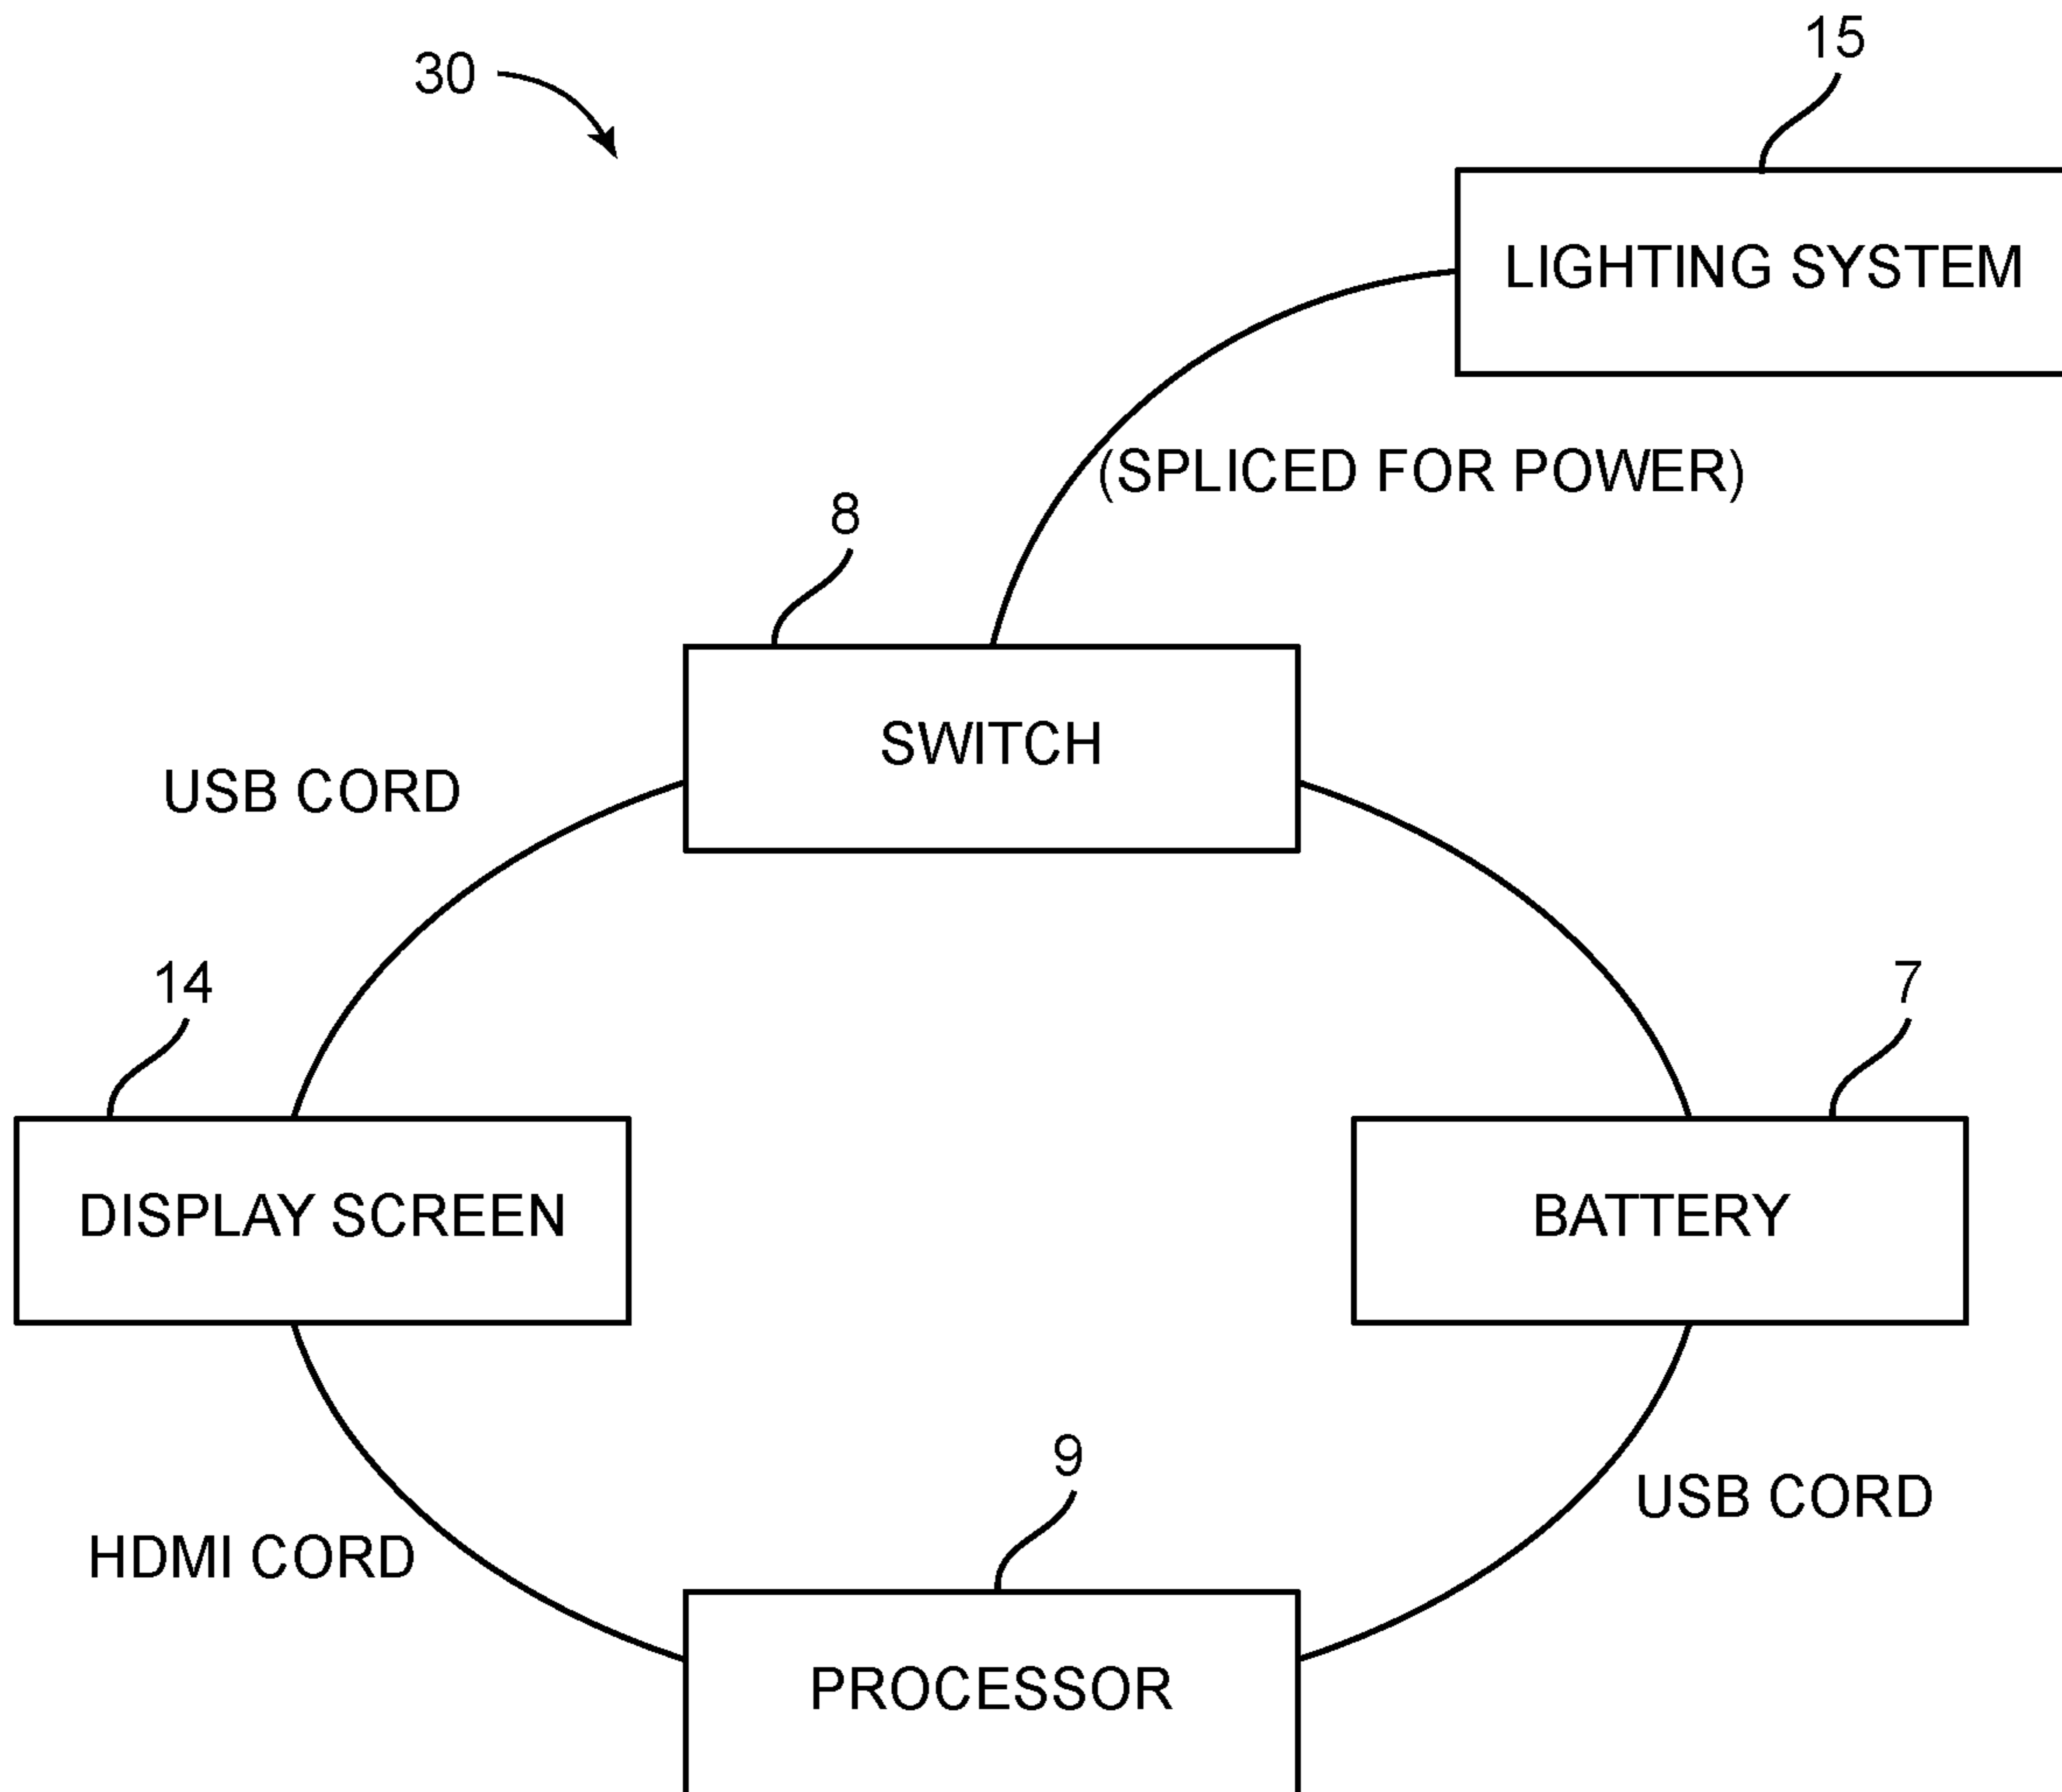 30
15
LIGHTING SYSTEM
(SPLICED FOR POWER)
8
SWITCH
USB CORD
14
7
DISPLAY SCREEN
BATTERY
9
USB CORD
HDMI CORD
PROCESSOR